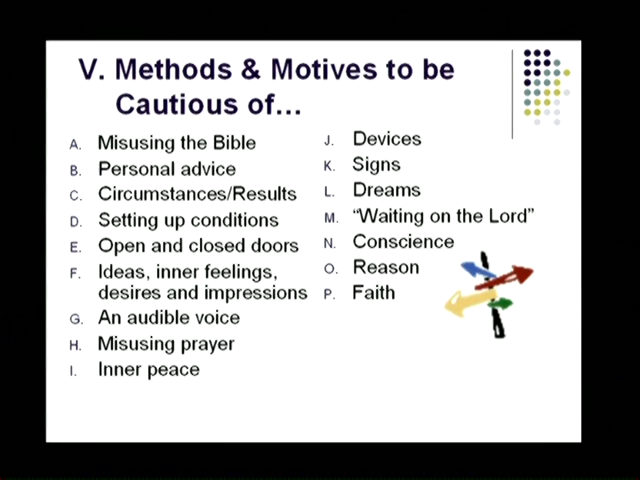 V. Methods & Motives to be
Cautious of...
A. Misusing the Bible
B. Personal advice
C. Circumstances/Results
D. Setting up conditions
E. Open and closed doors
F. Ideas, inner feelings,
desires and impressions
G. An audible voice
H. Misusing prayer
I. Inner peace
J. Devices
K. Signs
L. Dreams
M. “Waiting on the Lord”
N. Conscience
O. Reason
P. Faith